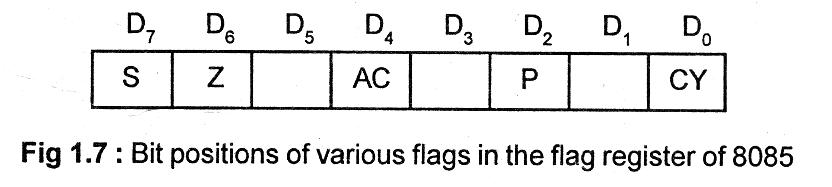 D₇ D₆ D₅ D₄ D₃ D₂ D₁ D₀
S Z AC P CY
Fig 1.7 : Bit positions of various flags in the flag register of 8085